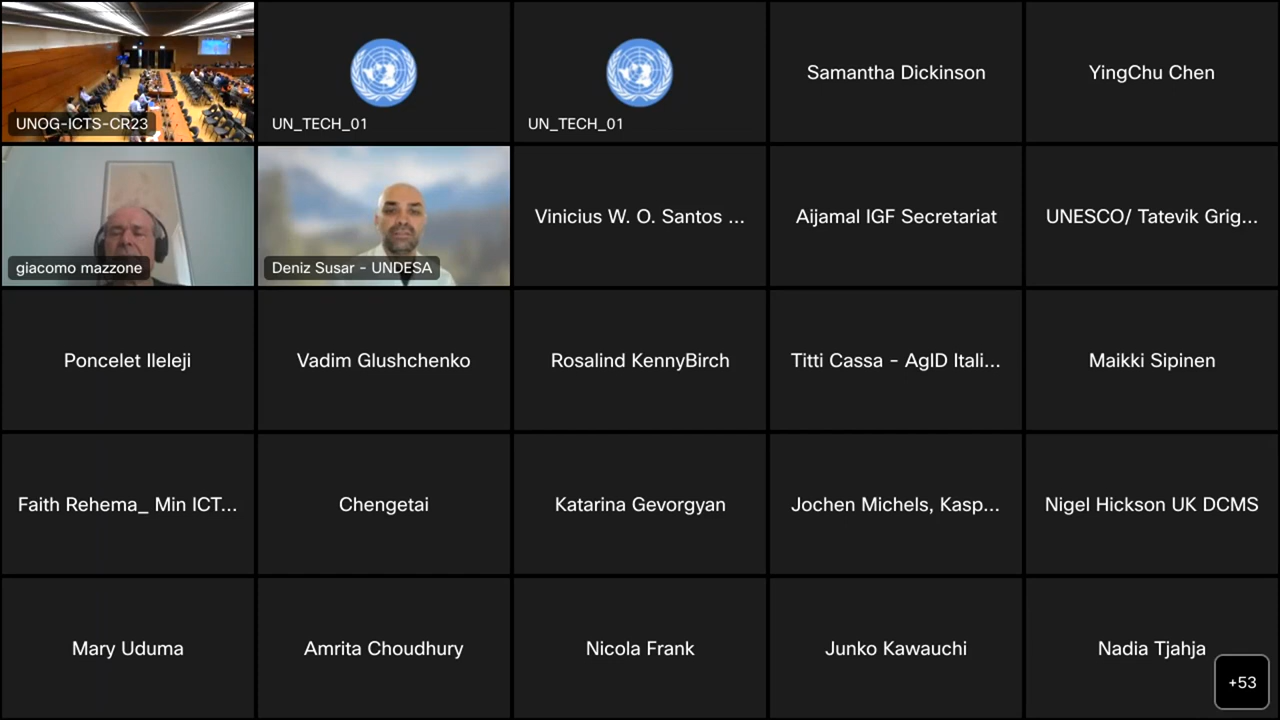 UNOG-ICTS-CR23
UN_TECH_01
UN_TECH_01
Samantha Dickinson
YingChu Chen
giacomo mazzone
Deniz Susar - UNDESA
Vinicius W. O. Santos ...
Aijamal IGF Secretariat
UNESCO/ Tatevik Grig...
Poncelet Ileleji
Vadim Glushchenko
Rosalind KennyBirch
Titti Cassa - AgID Itali...
Maikki Sipinen
Faith Rehema_ Min ICT...
Chengetai
Katarina Gevorgyan
Jochen Michels, Kasp...
Nigel Hickson UK DCMS
Mary Uduma
Amrita Choudhury
Nicola Frank
Junko Kawauchi
Nadia Tjahja
+53